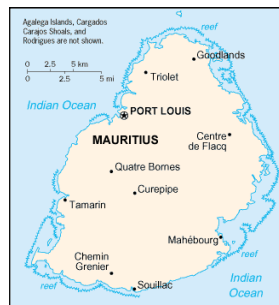 Agalega Islands, Cargados
Carajos Shoals, and
Rodrigues are not shown.
0 2.5 5 km
0 2.5 5 mi
reef
Goodlands
Triolet
Indian Ocean
PORT LOUIS
MAURITIUS
Centre
de Flacq
Quatre Bornes
Curepipe
Tamarin
Mahébourg
Chemin
Grenier
reef
reef
Souillac
Indian
Ocean